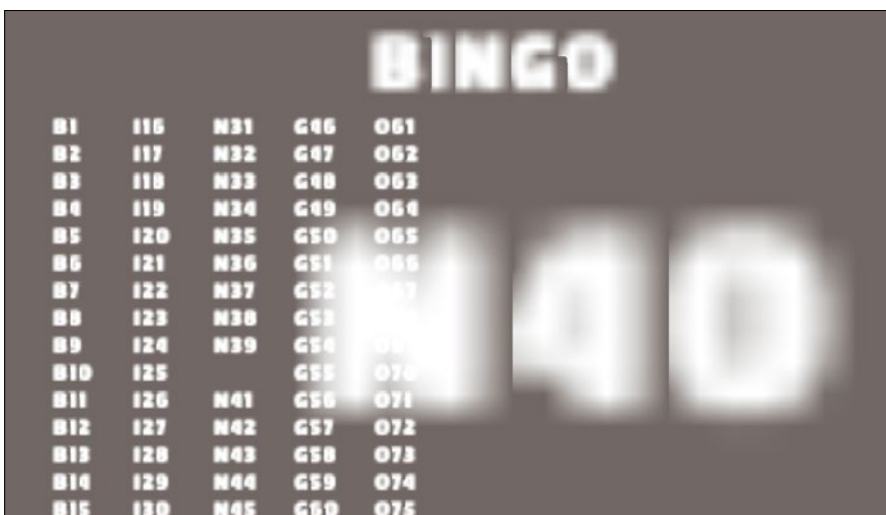 BINGO
B1 I16 N31 G46 O61
B2 I17 N32 G47 O62
B3 I18 N33 G48 O63
B4 I19 N34 G49 O64
B5 I20 N35 G50 O65
B6 I21 N36 G51 O66
B7 I22 N37 G52
B8 I23 N38 G53
B9 I24 N39 G54
B10 I25 G55 O70
B11 I26 N41 G56 O71
B12 I27 N42 G57 O72
B13 I28 N43 G58 O73
B14 I29 N44 G59 O74
B15 I30 N45 G60 O75
N40